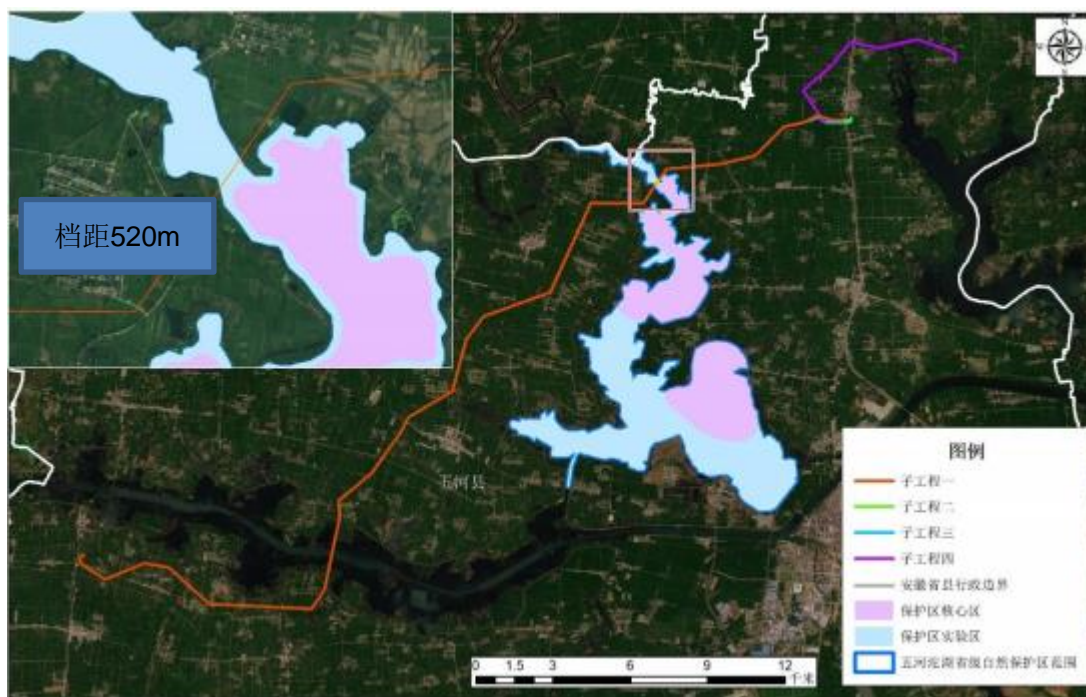 档距520m
五河县
图例
子工程一
子工程二
子工程三
子工程四
安徽省县行政边界
保护区核心区
保护区实验区
五河沱湖省级自然保护区范围
0 1.5 3 6 9 12
千米